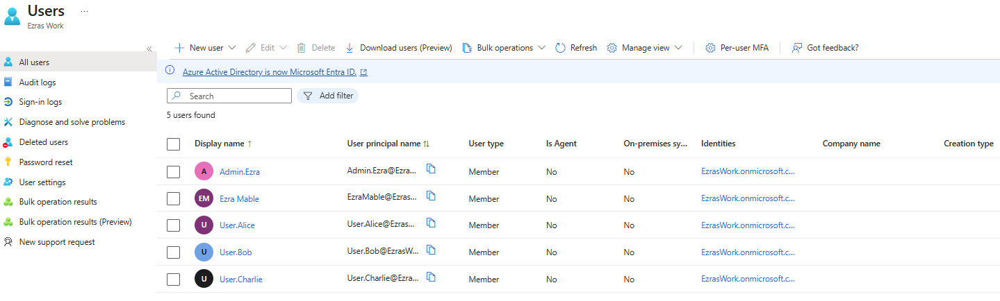 Users ...
Ezras Work
«
New user Edit Delete Download users (Preview) Bulk operations Refresh Manage view Per-user MFA Got feedback?
All users
Audit logs
Sign-in logs
Diagnose and solve problems
Deleted users
Password reset
User settings
Bulk operation results
Bulk operation results (Preview)
New support request
Azure Active Directory is now Microsoft Entra ID.
Search Add filter
5 users found
Display name ↑ User principal name ↑↓ User type Is Agent On-premises sy... Identities Company name Creation type
A Admin.Ezra Admin.Ezra@Ezra... Member No No EzrasWork.onmicrosoft.c...
EM Ezra Mable EzraMable@Ezras... Member No No EzrasWork.onmicrosoft.c...
U User.Alice User.Alice@Ezras... Member No No EzrasWork.onmicrosoft.c...
U User.Bob User.Bob@EzrasW... Member No No EzrasWork.onmicrosoft.c...
U User.Charlie User.Charlie@Ezra... Member No No EzrasWork.onmicrosoft.c...